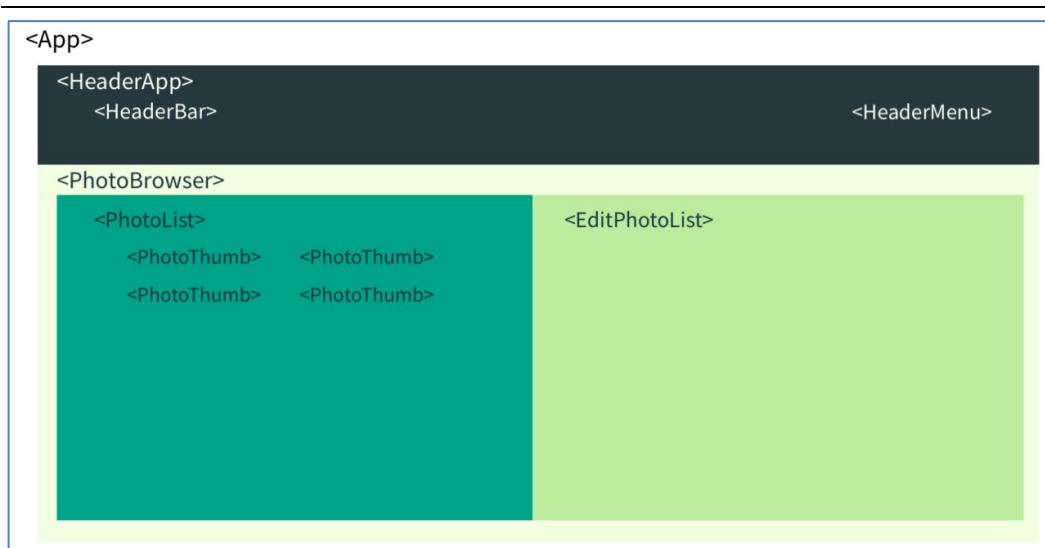 <App>
<HeaderApp>
<HeaderBar> <HeaderMenu>
<PhotoBrowser>
<PhotoList> <EditPhotoList>
<PhotoThumb> <PhotoThumb>
<PhotoThumb> <PhotoThumb>